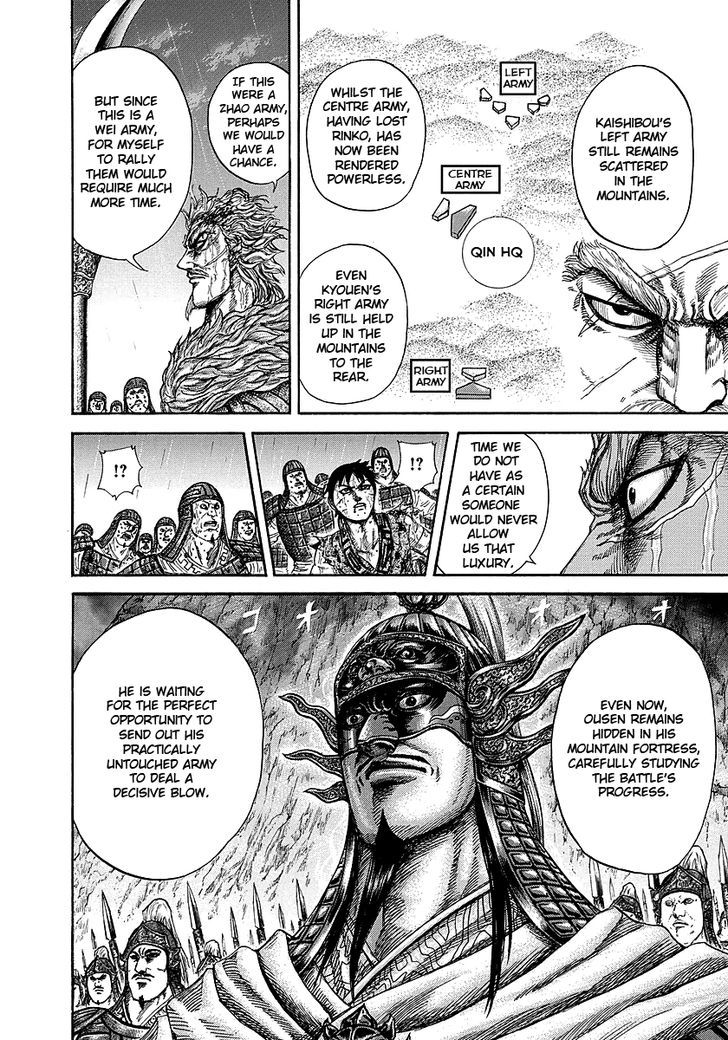 KAISHIBOU'S
LEFT ARMY
STILL REMAINS
SCATTERED
IN THE
MOUNTAINS.
LEFT
ARMY
CENTRE
ARMY
QIN HQ
RIGHT
ARMY
WHILST THE
CENTRE ARMY,
HAVING LOST
RINKO, HAS
NOW BEEN
RENDERED
POWERLESS.
EVEN
KYOUEN'S
RIGHT ARMY
IS STILL HELD
UP IN THE
MOUNTAINS
TO THE
REAR.
IF THIS
WERE A
ZHAO ARMY,
PERHAPS
WE WOULD
HAVE A
CHANCE.
BUT SINCE
THIS IS A
WEI ARMY,
FOR MYSELF
TO RALLY
THEM WOULD
REQUIRE MUCH
MORE TIME.
TIME WE
DO NOT
HAVE AS
A CERTAIN
SOMEONE
WOULD NEVER
ALLOW
US THAT
LUXURY.
!?
!?
EVEN NOW,
OUSEN REMAINS
HIDDEN IN HIS
MOUNTAIN FORTRESS,
CAREFULLY STUDYING
THE BATTLE'S
PROGRESS.
オ オ オ
HE IS WAITING
FOR THE PERFECT
OPPORTUNITY TO
SEND OUT HIS
PRACTICALLY
UNTOUCHED ARMY
TO DEAL A
DECISIVE BLOW.